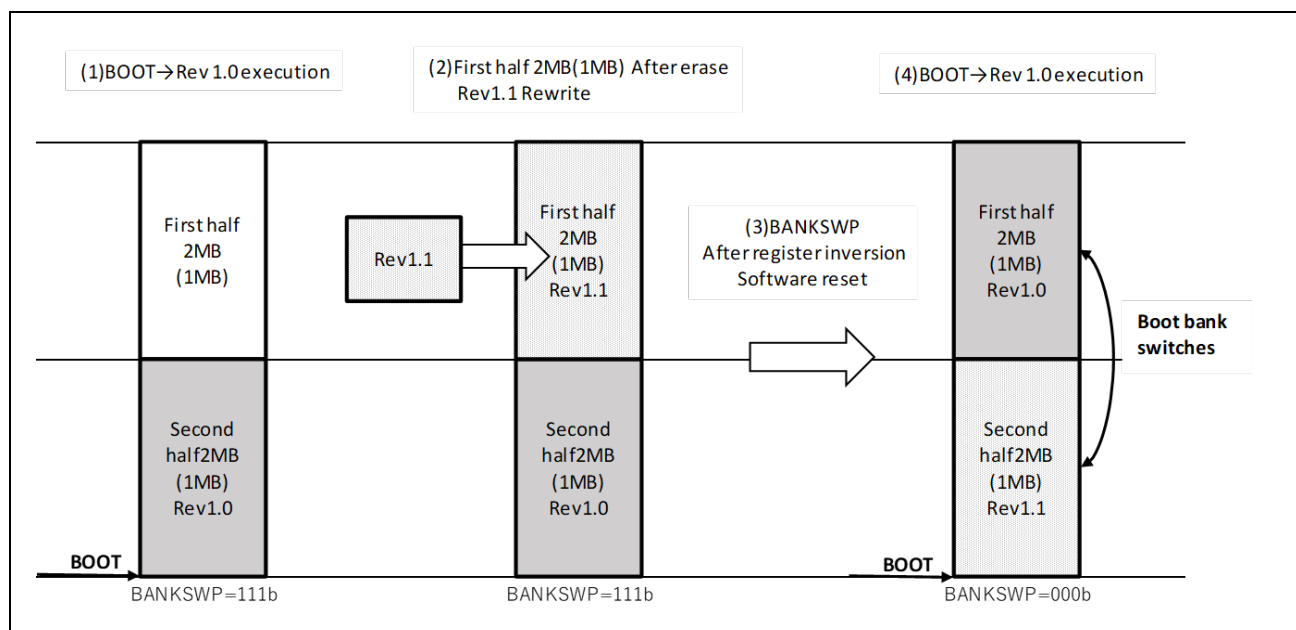 (1)BOOT→Rev 1.0 execution
(2)First half 2MB(1MB) After erase
Rev1.1 Rewrite
(4)BOOT→Rev 1.0 execution
First half
2MB
(1MB)
Rev1.1
First half
2MB
(1MB)
Rev1.1
(3)BANKSWP
After register inversion
Software reset
First half
2MB
(1MB)
Rev1.0
Boot bank
switches
Second
half2MB
(1MB)
Rev1.0
Second
half2MB
(1MB)
Rev1.0
Second
half2MB
(1MB)
Rev1.1
BOOT
BOOT
BANKSWP=111b
BANKSWP=111b
BANKSWP=000b